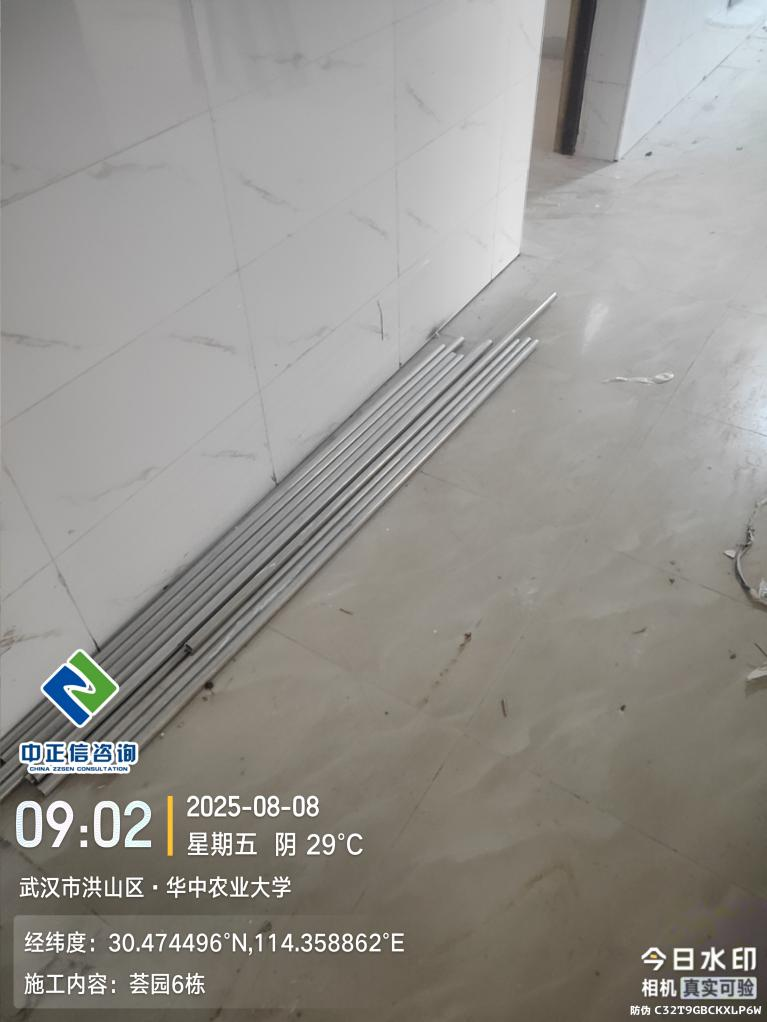 中正信咨询
CHINA ZZSEN CONSULTATION
09:02
2025-08-08
星期五 阴 29°C
武汉市洪山区·华中农业大学
经纬度：30.474496°N,114.358862°E
施工内容：荟园6栋
今日水印
相机 真实可验
防伪 C32T9GBCKXLP6W